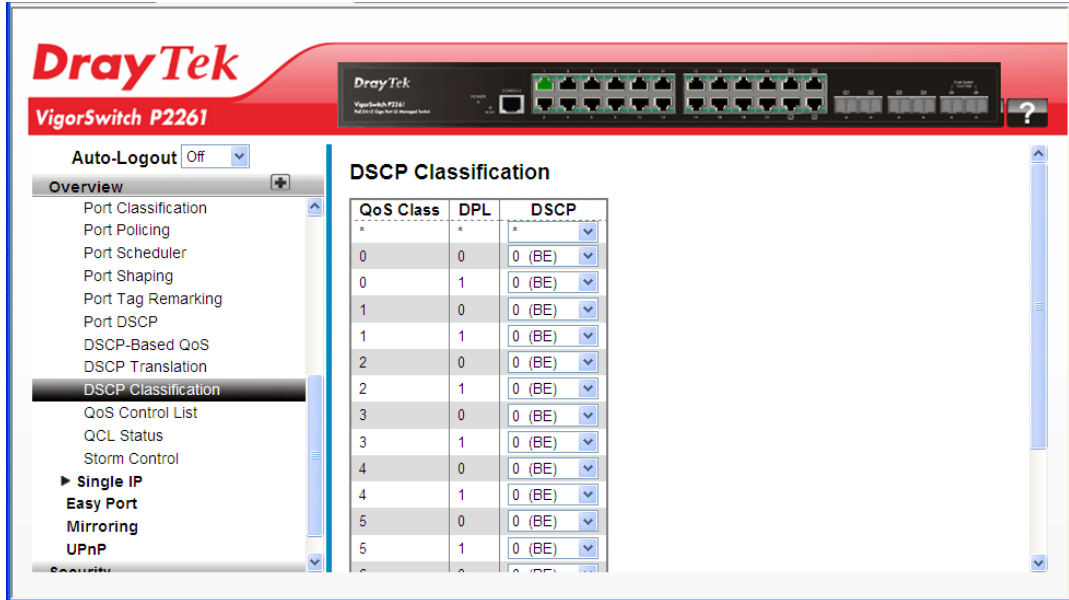 DrayTek
VigorSwitch P2261
DrayTek
VigorSwitch P2261
?
Auto-Logout Off
Overview
Port Classification
Port Policing
Port Scheduler
Port Shaping
Port Tag Remarking
Port DSCP
DSCP-Based QoS
DSCP Translation
DSCP Classification
QoS Control List
QCL Status
Storm Control
Single IP
Easy Port
Mirroring
UPnP
Security
DSCP Classification
QoS Class DPL DSCP
* * *
0 0 0 (BE)
0 1 0 (BE)
1 0 0 (BE)
1 1 0 (BE)
2 0 0 (BE)
2 1 0 (BE)
3 0 0 (BE)
3 1 0 (BE)
4 0 0 (BE)
4 1 0 (BE)
5 0 0 (BE)
5 1 0 (BE)